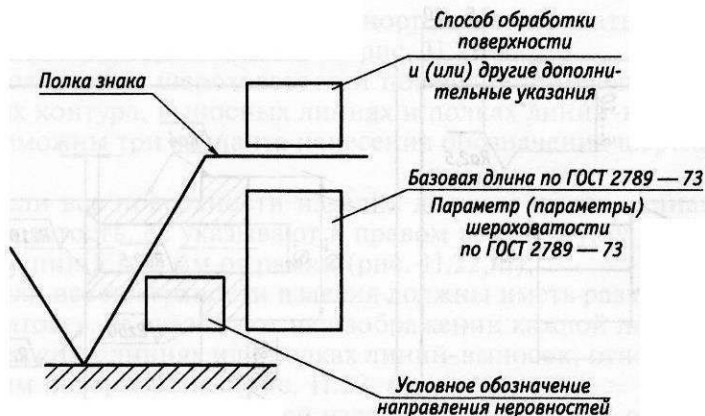 Способ обработки
поверхности
и (или) другие дополни-
тельные указания
Полка знака
Базовая длина по ГОСТ 2789 — 73
Параметр (параметры)
шероховатости
по ГОСТ 2789 — 73
Условное обозначение
направления неровностей